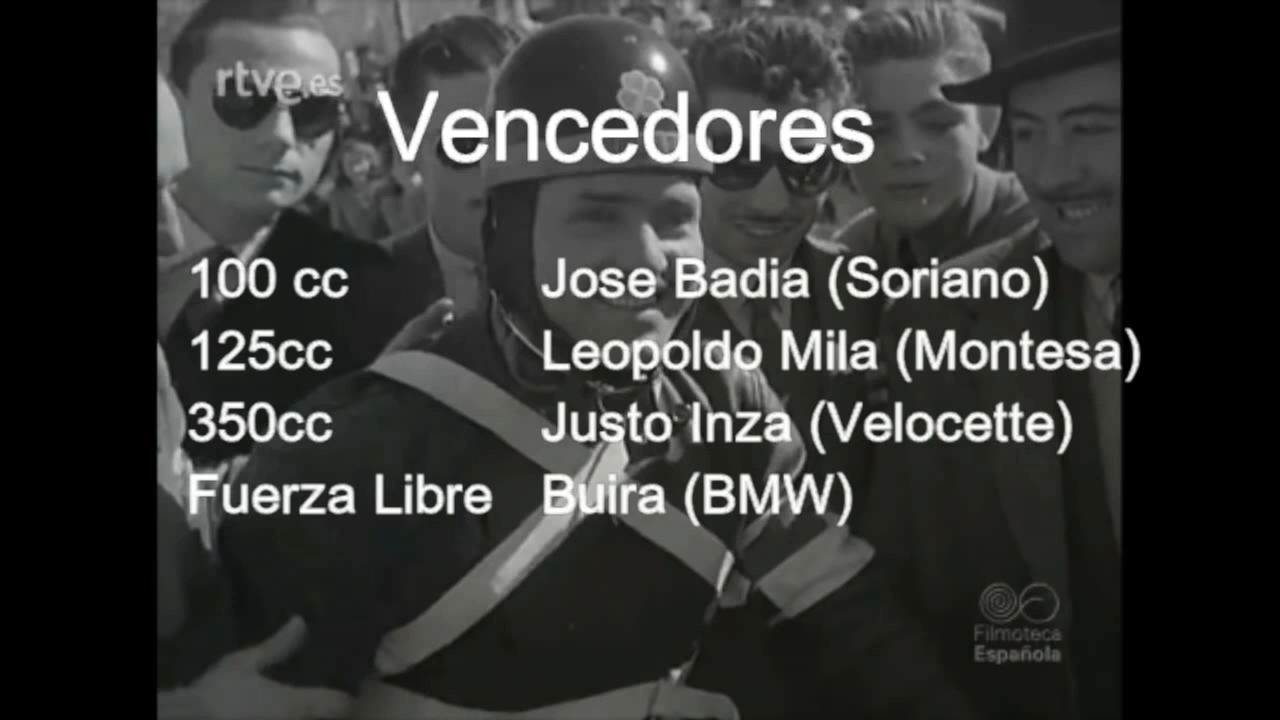 rtve.es
Vencedores
100 cc Jose Badia (Soriano)
125cc Leopoldo Mila (Montesa)
350cc Justo Inza (Velocette)
Fuerza Libre Buira (BMW)
Filmoteca
Española